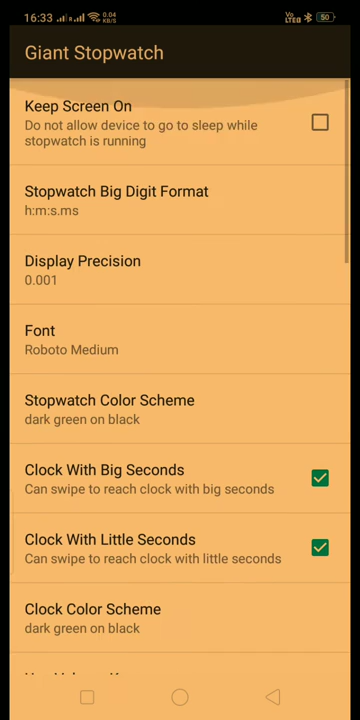 16:33 0.04 KB/S Vo LTE 50
Giant Stopwatch
Keep Screen On
Do not allow device to go to sleep while
stopwatch is running
Stopwatch Big Digit Format
h:m:s.ms
Display Precision
0.001
Font
Roboto Medium
Stopwatch Color Scheme
dark green on black
Clock With Big Seconds
Can swipe to reach clock with big seconds
Clock With Little Seconds
Can swipe to reach clock with little seconds
Clock Color Scheme
dark green on black